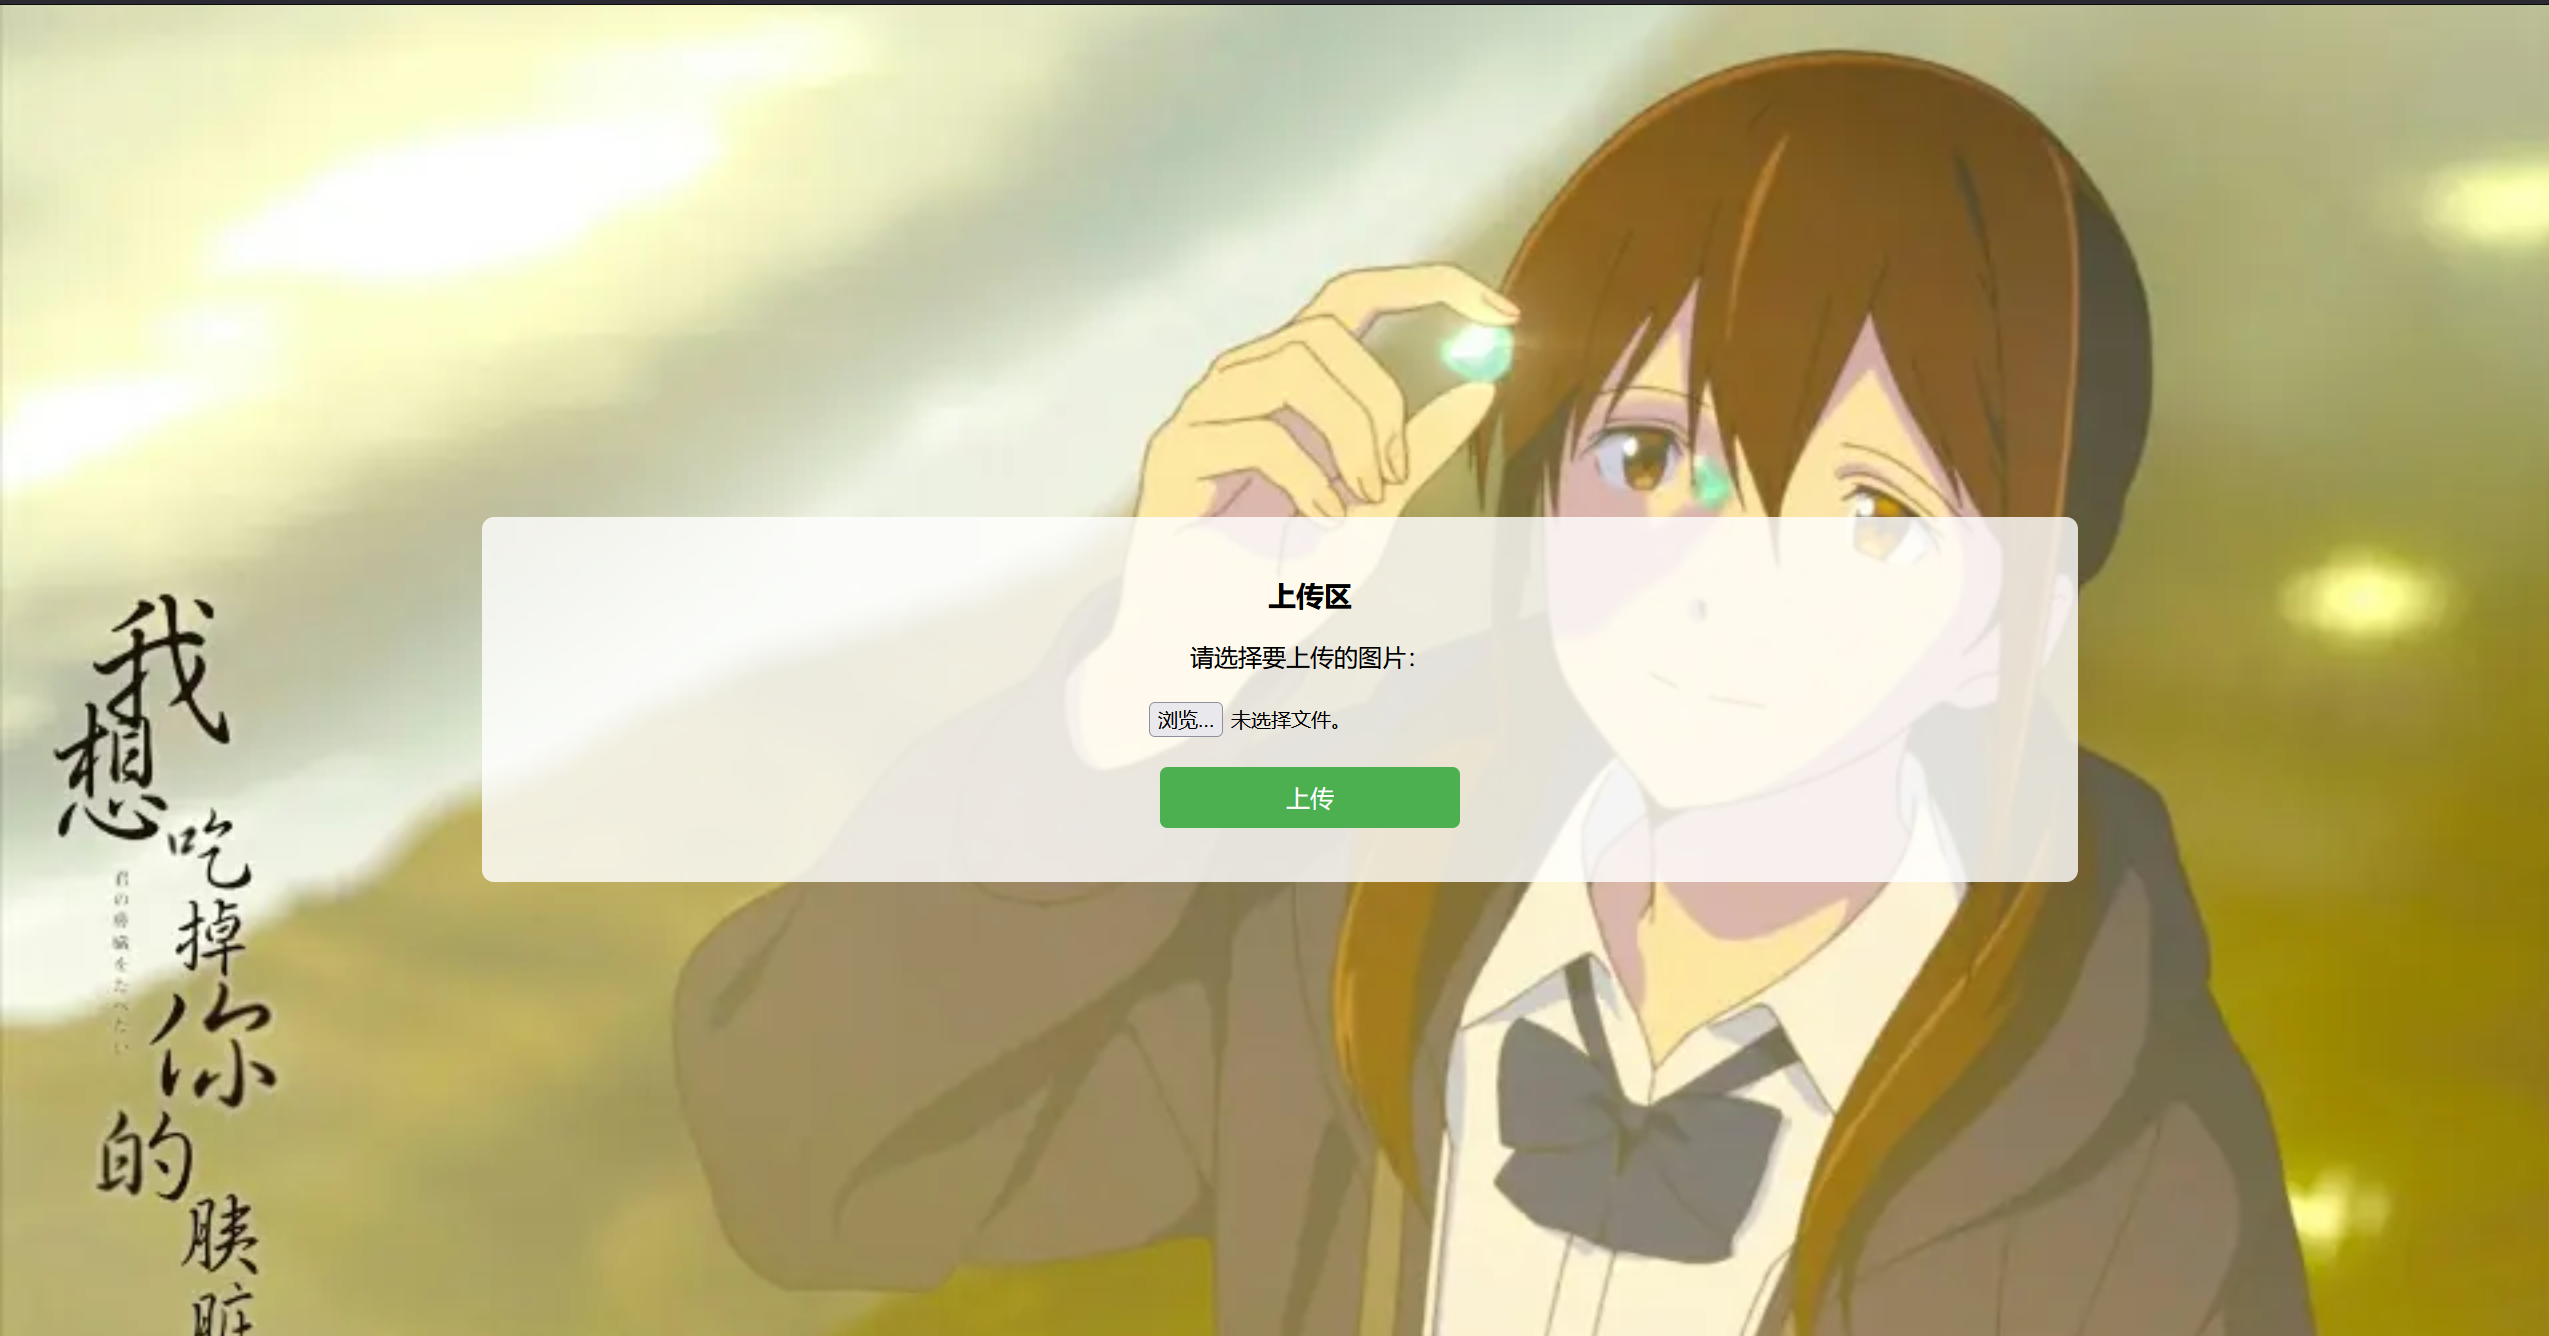 上传区
请选择要上传的图片：
浏览... 未选择文件。
上传
我想吃掉你的胰脏
君の膵臓をたべたい